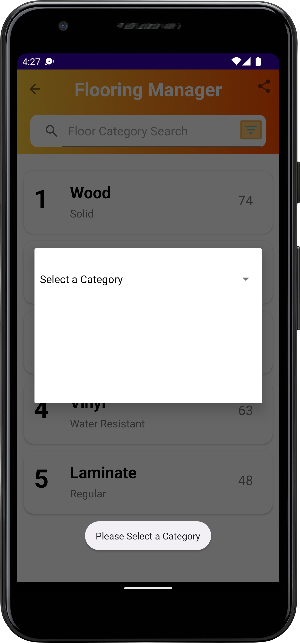 4:27
Flooring Manager
Floor Category Search
1
Wood
74
Solid
Select a Category
4
Vinyl
63
Water Resistant
5
Laminate
48
Regular
Please Select a Category